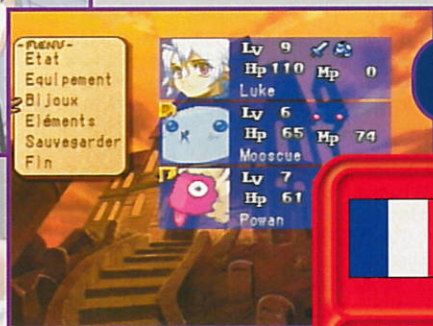 -MENU-
Etat
Equipement
Bijoux
Eléments
Sauvegarder
Fin
Lv 9
Hp 110 Mp 0
Luke
Lv 6
Hp 65 Mp 74
Mooscue
Lv 7
Hp 61
Rowan